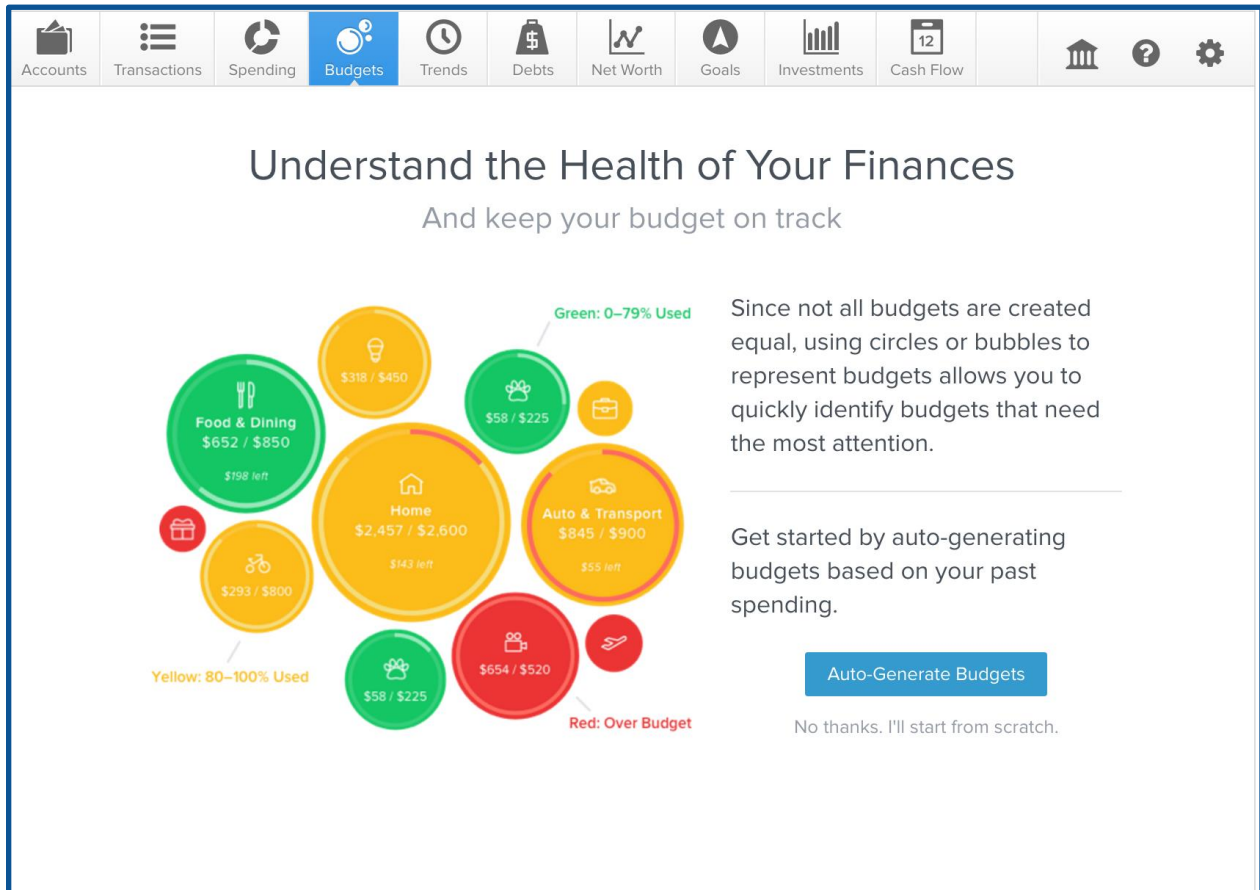 Accounts
Transactions
Spending
Budgets
Trends
Debts
Net Worth
Goals
Investments
12
Cash Flow
Understand the Health of Your Finances
And keep your budget on track
Green: 0–79% Used
$318 / $450
Food & Dining
$652 / $850
$198 left
$58 / $225
Home
$2,457 / $2,600
$143 left
Auto & Transport
$845 / $900
$55 left
$293 / $800
Yellow: 80–100% Used
$58 / $225
$654 / $520
Red: Over Budget
Since not all budgets are created
equal, using circles or bubbles to
represent budgets allows you to
quickly identify budgets that need
the most attention.
Get started by auto-generating
budgets based on your past
spending.
Auto-Generate Budgets
No thanks. I'll start from scratch.